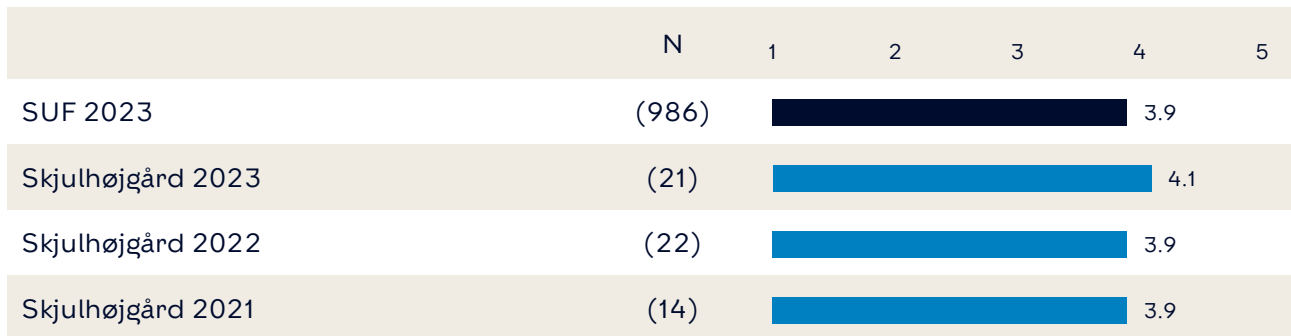 N 1 2 3 4 5
SUF 2023 (986) 3.9
Skjulhøjgård 2023 (21) 4.1
Skjulhøjgård 2022 (22) 3.9
Skjulhøjgård 2021 (14) 3.9